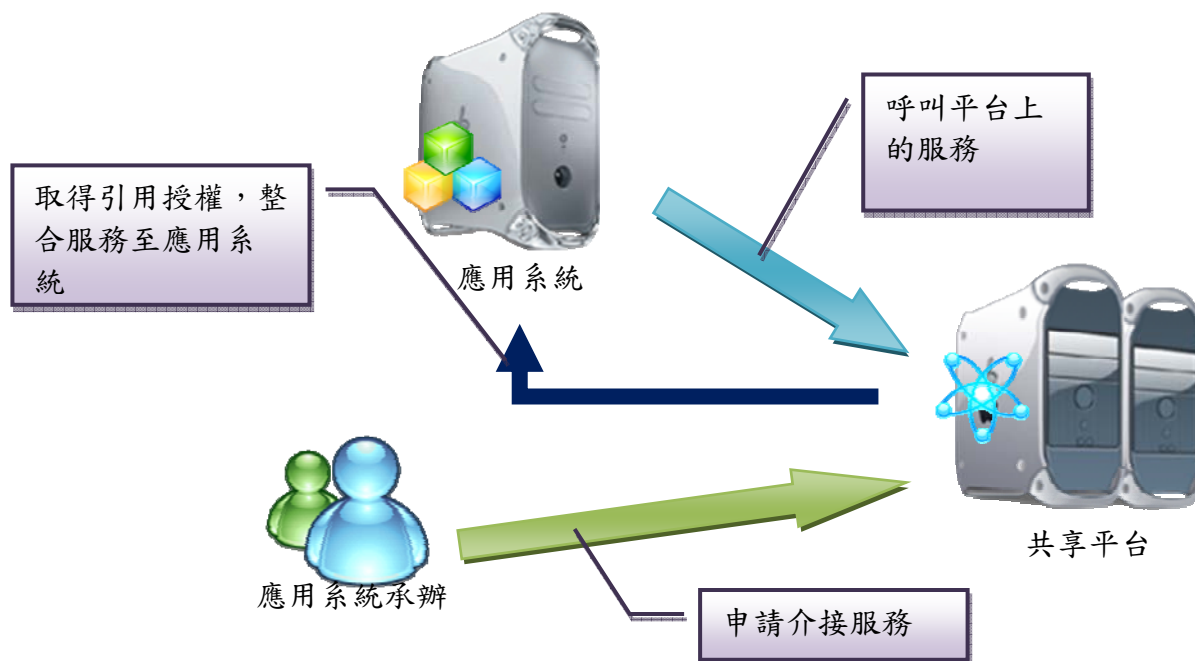 呼叫平台上
的服務
取得引用授權，整
合服務至應用系
統
應用系統
共享平台
應用系統承辦
申請介接服務